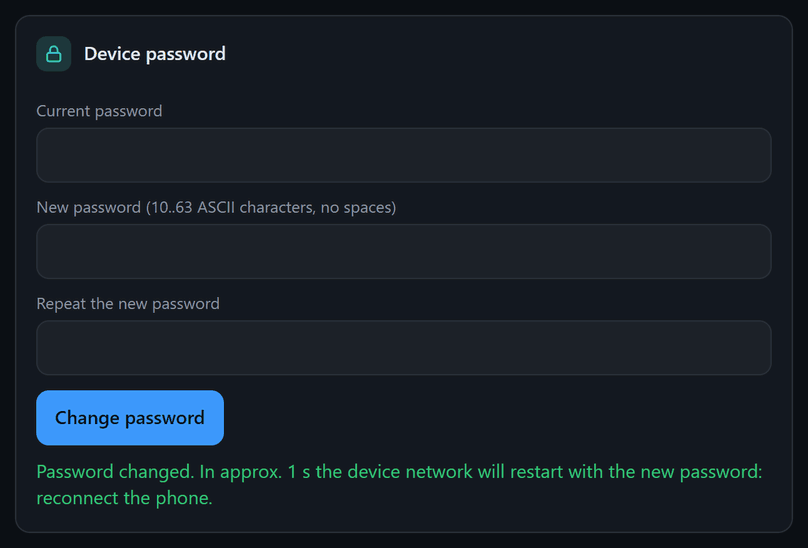 Device password
Current password
New password (10..63 ASCII characters, no spaces)
Repeat the new password
Change password
Password changed. In approx. 1 s the device network will restart with the new password:
reconnect the phone.